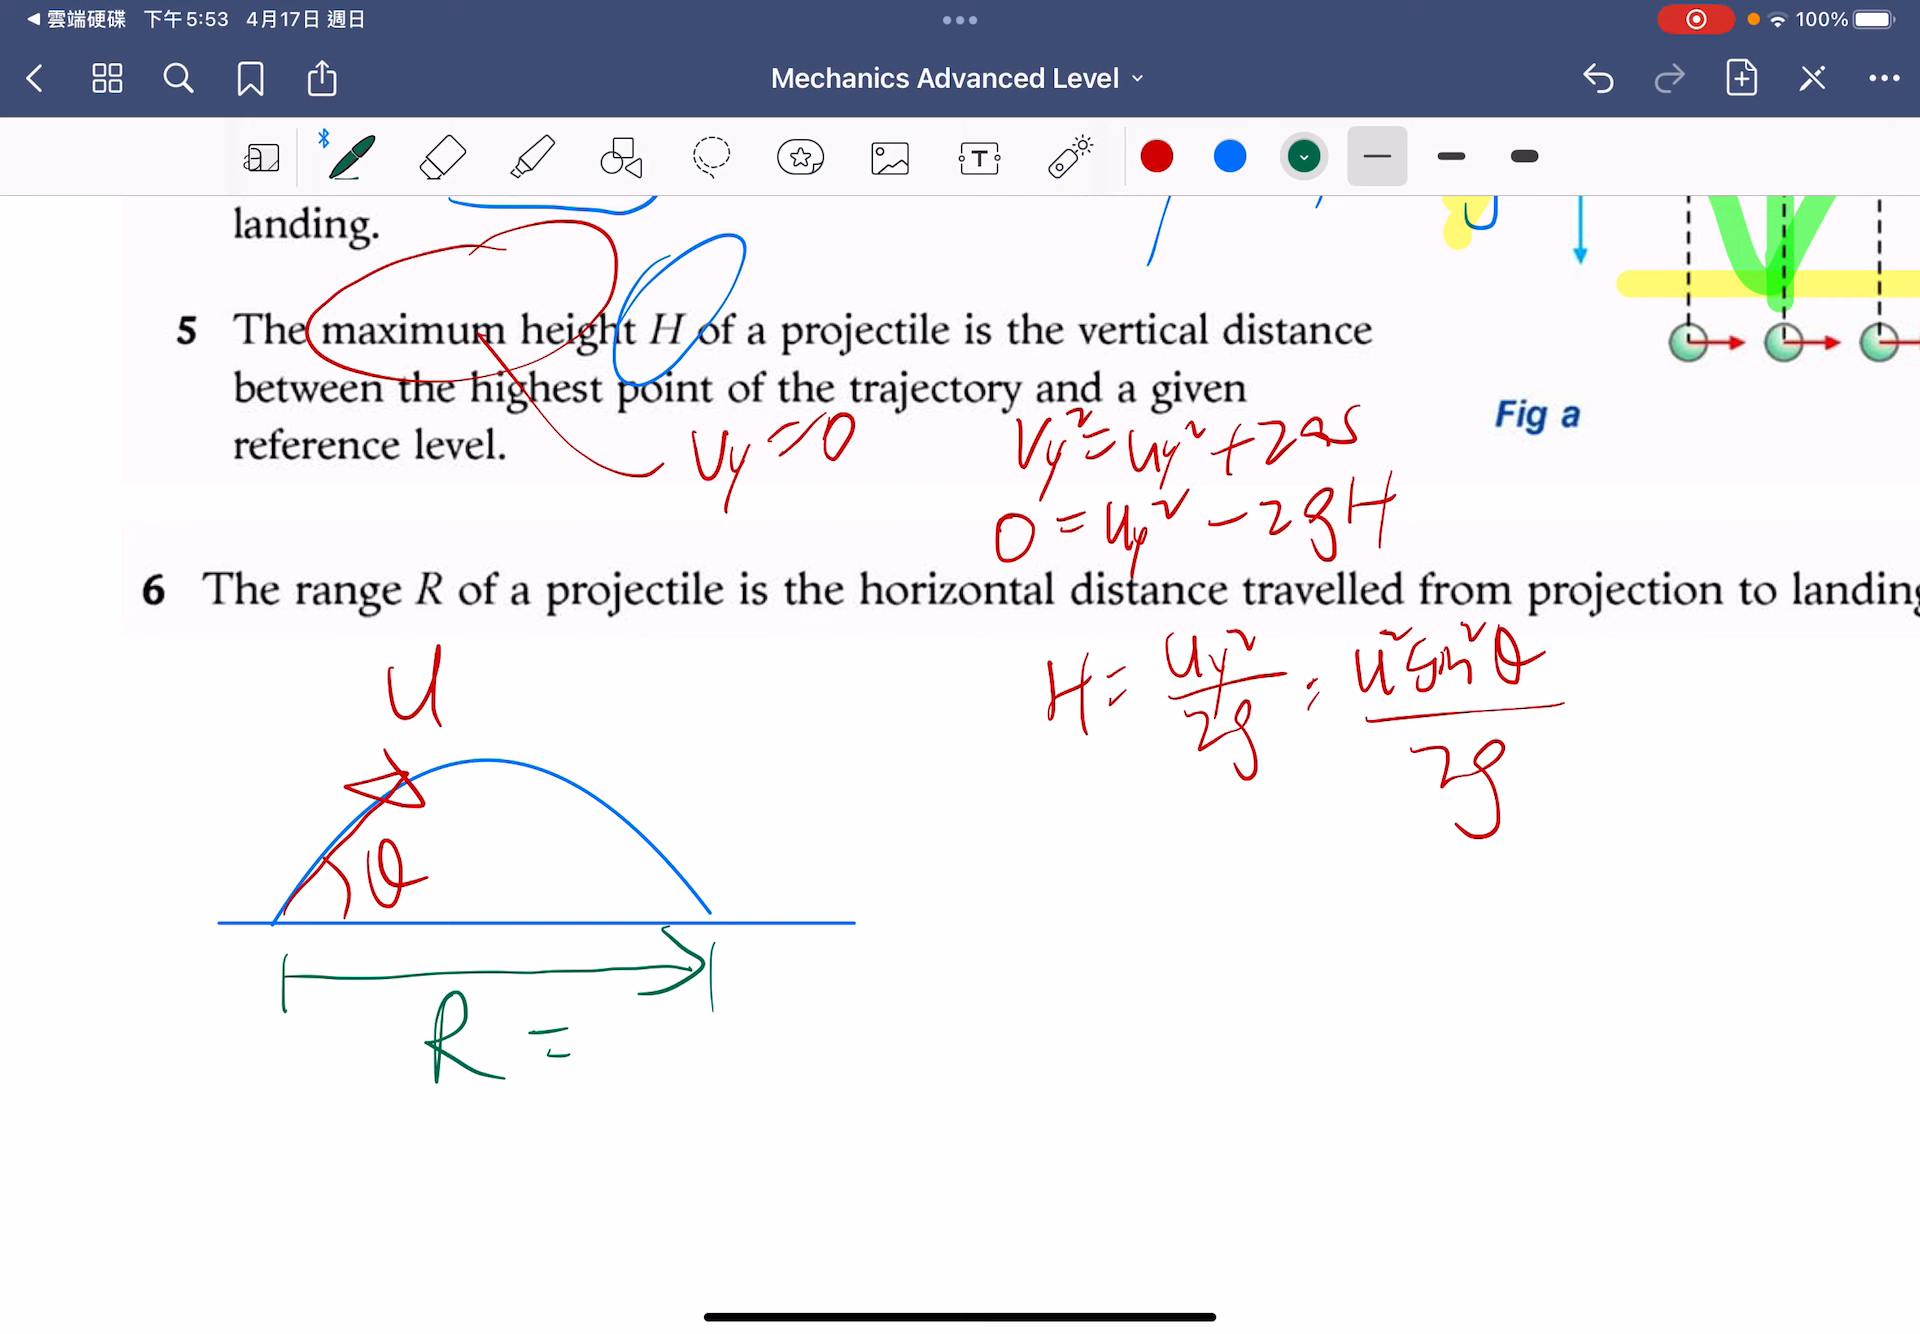 雲端硬碟 下午5:53 4月17日 週日
100%
Mechanics Advanced Level
landing.
5 The maximum height H of a projectile is the vertical distance
between the highest point of the trajectory and a given
reference level.
Vy = 0
Vy² = uy² + 2as
0 = uy² - 2gH
Fig a
6 The range R of a projectile is the horizontal distance travelled from projection to landing
H = uy²/2g = u² sin²θ/2g
u
θ
R =